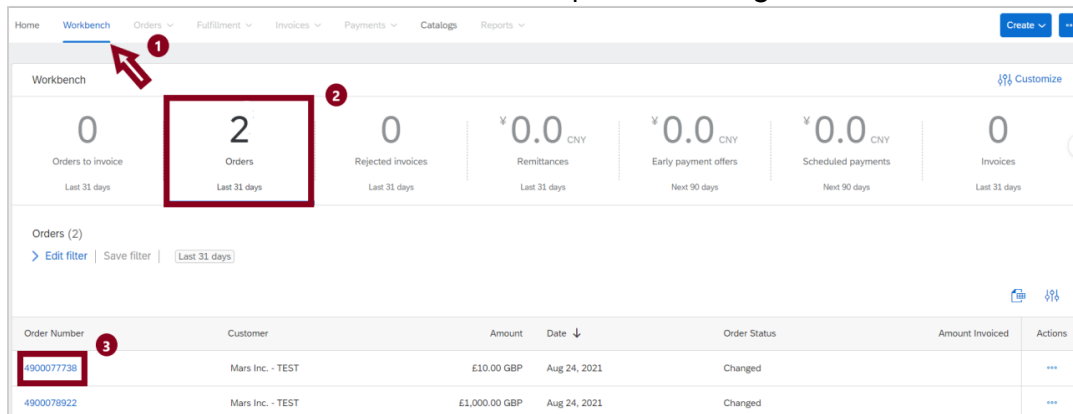 Home Workbench Orders Fulfillment Invoices Payments Catalogs Reports Create
1
Workbench Customize
2
0 2 0 ¥ 0.0 CNY ¥ 0.0 CNY ¥ 0.0 CNY 0
Orders to invoice Orders Rejected invoices Remittances Early payment offers Scheduled payments Invoices
Last 31 days Last 31 days Last 31 days Last 31 days Next 90 days Next 90 days Last 31 days
Orders (2)
> Edit filter | Save filter | Last 31 days
Order Number Customer Amount Date ↓ Order Status Amount Invoiced Actions
3
4900077738 Mars Inc. - TEST £10.00 GBP Aug 24, 2021 Changed
4900078922 Mars Inc. - TEST £1,000.00 GBP Aug 24, 2021 Changed